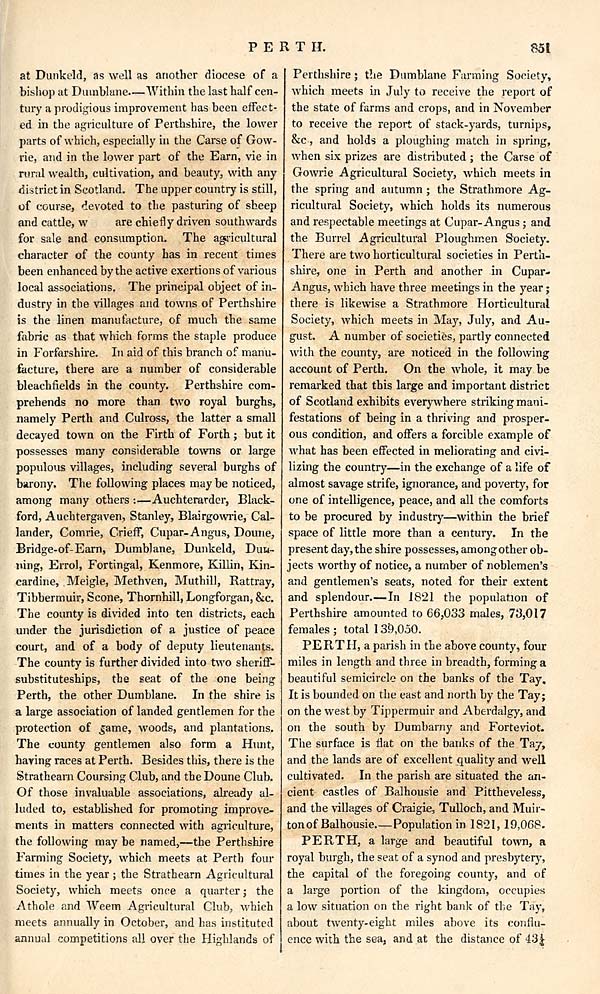 PERTH. 851
at Dunkeld, as well as another diocese of a
bishop at Dumblane.—Within the last half cen-
tury a prodigious improvement has been effect-
ed in the agriculture of Perthshire, the lower
parts of which, especially in the Carse of Gow-
rie, and in the lower part of the Earn, vie in
rural wealth, cultivation, and beauty, with any
district in Scotland. The upper country is still,
of course, devoted to the pasturing of sheep
and cattle, w are chiefly driven southwards
for sale and consumption. The agricultural
character of the county has in recent times
been enhanced by the active exertions of various
local associations. The principal object of in-
dustry in the villages and towns of Perthshire
is the linen manufacture, of much the same
fabric as that which forms the staple produce
in Forfarshire. In aid of this branch of manu-
facture, there are a number of considerable
bleachfields in the county. Perthshire com-
prehends no more than two royal burghs,
namely Perth and Culross, the latter a small
decayed town on the Firth of Forth; but it
possesses many considerable towns or large
populous villages, including several burghs of
barony. The following places may be noticed,
among many others:—Auchterarder, Black-
ford, Auchtergaven, Stanley, Blairgowrie, Cal-
lander, Comrie, Crieff, Cupar-Angus, Doune,
Bridge-of-Earn, Dumblane, Dunkeld, Dun-
ning, Errol, Fortingal, Kenmore, Killin, Kin-
cardine, Meigle, Methven, Muthill, Rattray,
Tibbermuir, Scone, Thornhill, Longforgan, &c.
The county is divided into ten districts, each
under the jurisdiction of a justice of peace
court, and of a body of deputy lieutenants.
The county is further divided into two sheriff-
substituteships, the seat of the one being
Perth, the other Dumblane. In the shire is
a large association of landed gentlemen for the
protection of game, woods, and plantations.
The county gentlemen also form a Hunt,
having races at Perth. Besides this, there is the
Strathearn Coursing Club, and the Doune Club.
Of those invaluable associations, already al-
luded to, established for promoting improve-
ments in matters connected with agriculture,
the following may be named,—the Perthshire
Farming Society, which meets at Perth four
times in the year; the Strathearn Agricultural
Society, which meets once a quarter; the
Athole and Weem Agricultural Club, which
meets annually in October, and has instituted
annual competitions all over the Highlands of
Perthshire; the Dumblane Farming Society,
which meets in July to receive the report of
the state of farms and crops, and in November
to receive the report of stack-yards, turnips,
&c., and holds a ploughing match in spring,
when six prizes are distributed; the Carse of
Gowrie Agricultural Society, which meets in
the spring and autumn; the Strathmore Ag-
ricultural Society, which holds its numerous
and respectable meetings at Cupar-Angus; and
the Burrel Agricultural Ploughmen Society.
There are two horticultural societies in Perth-
shire, one in Perth and another in Cupar-
Angus, which have three meetings in the year;
there is likewise a Strathmore Horticultural
Society, which meets in May, July, and Au-
gust. A number of societies, partly connected
with the county, are noticed in the following
account of Perth. On the whole, it may be
remarked that this large and important district
of Scotland exhibits everywhere striking mani-
festations of being in a thriving and prosper-
ous condition, and offers a forcible example of
what has been effected in meliorating and civi-
lizing the country—in the exchange of a life of
almost savage strife, ignorance, and poverty, for
one of intelligence, peace, and all the comforts
to be procured by industry—within the brief
space of little more than a century. In the
present day, the shire possesses, among other ob-
jects worthy of notice, a number of noblemen's
and gentlemen's seats, noted for their extent
and splendour.—In 1821 the population of
Perthshire amounted to 66,033 males, 73,017
females; total 139,050.
PERTH, a parish in the above county, four
miles in length and three in breadth, forming a
beautiful semicircle on the banks of the Tay.
It is bounded on the east and north by the Tay;
on the west by Tippermuir and Aberdalgy, and
on the south by Dumbarny and Forteviot.
The surface is flat on the banks of the Tay,
and the lands are of excellent quality and well
cultivated. In the parish are situated the an-
cient castles of Balhousie and Pittheveless,
and the villages of Craigie, Tulloch, and Muir-
ton of Balhousie.—Population in 1821, 19,068.
PERTH, a large and beautiful town, a
royal burgh, the seat of a synod and presbytery,
the capital of the foregoing county, and of
a large portion of the kingdom, occupies
a low situation on the right bank of the Tay,
about twenty-eight miles above its conflu-
ence with the sea, and at the distance of 43¼